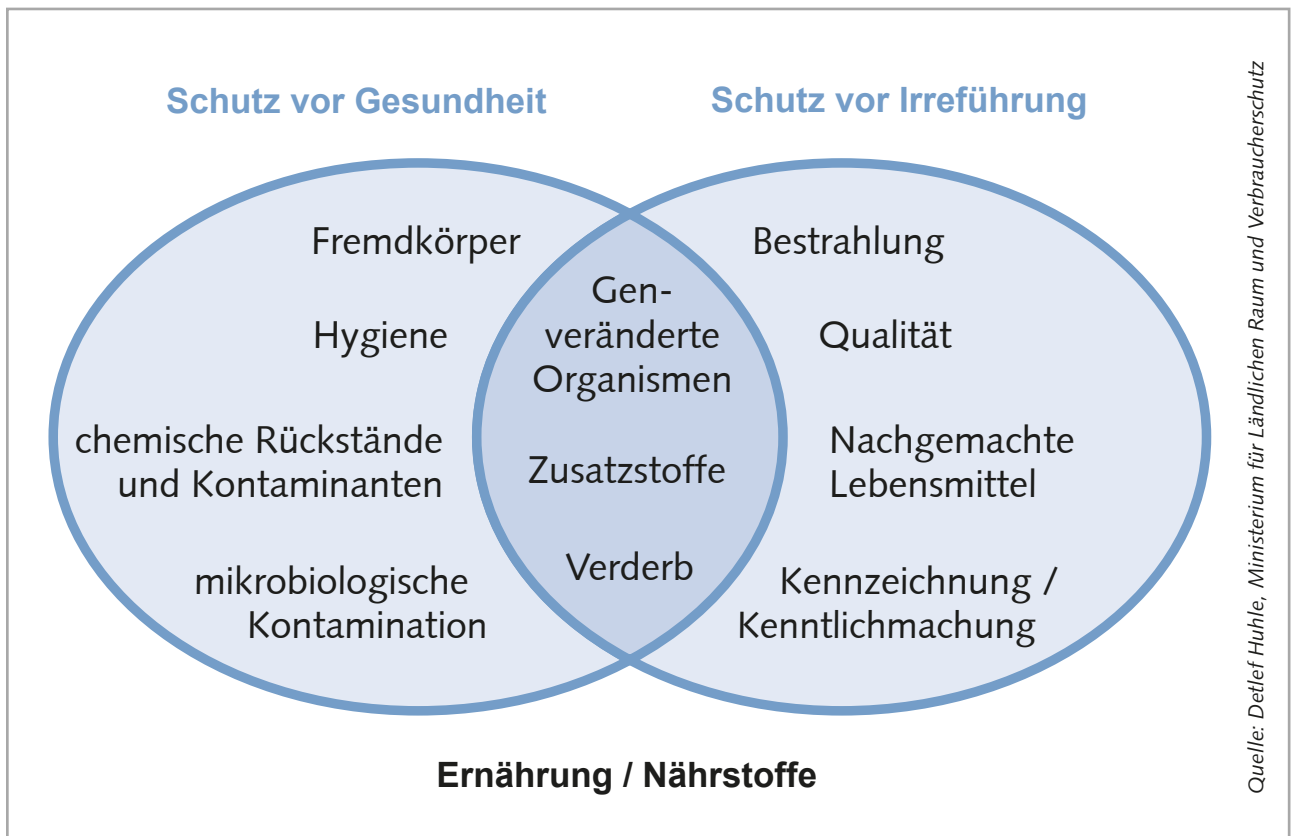 Schutz vor Gesundheit
Schutz vor Irreführung
Fremdkörper
Hygiene
chemische Rückstände
und Kontaminanten
mikrobiologische
Kontamination
Gen-
veränderte
Organismen
Zusatzstoffe
Verderb
Bestrahlung
Qualität
Nachgemachte
Lebensmittel
Kennzeichnung /
Kenntlichmachung
Ernährung / Nährstoffe
Quelle: Detlef Huhle, Ministerium für Ländlichen Raum und Verbraucherschutz